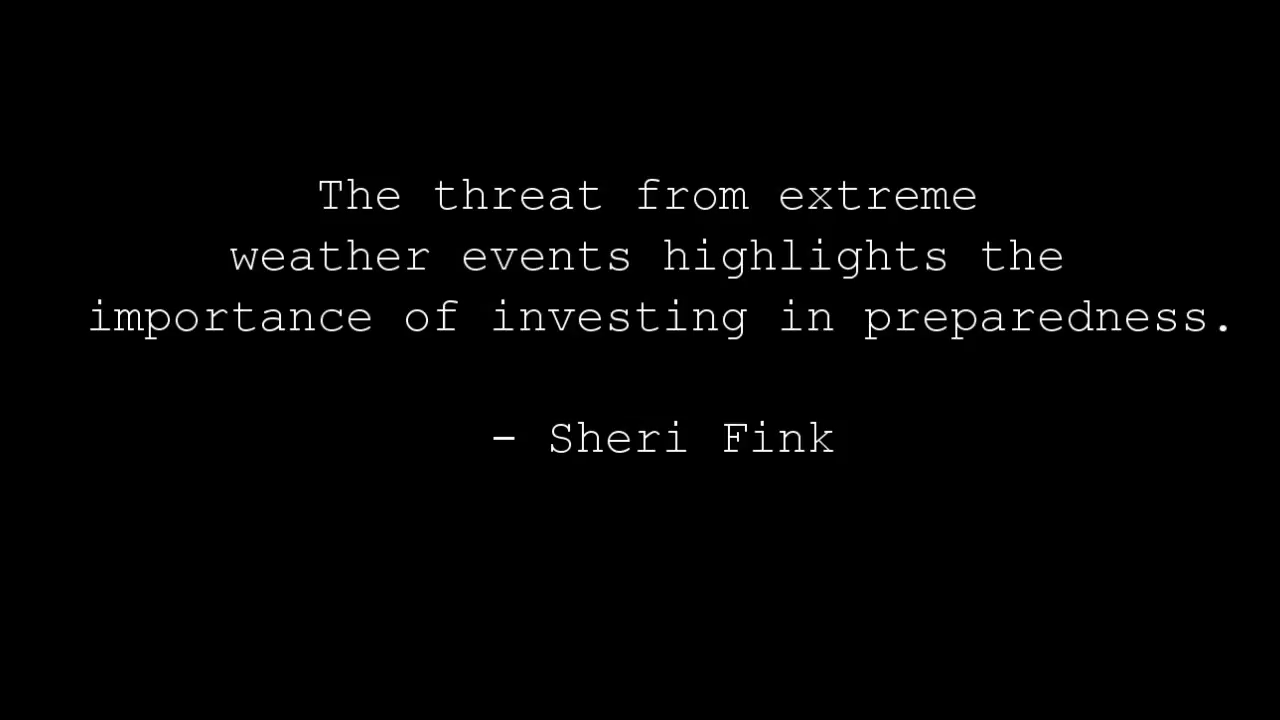 The threat from extreme
weather events highlights the
importance of investing in preparedness.
- Sheri Fink